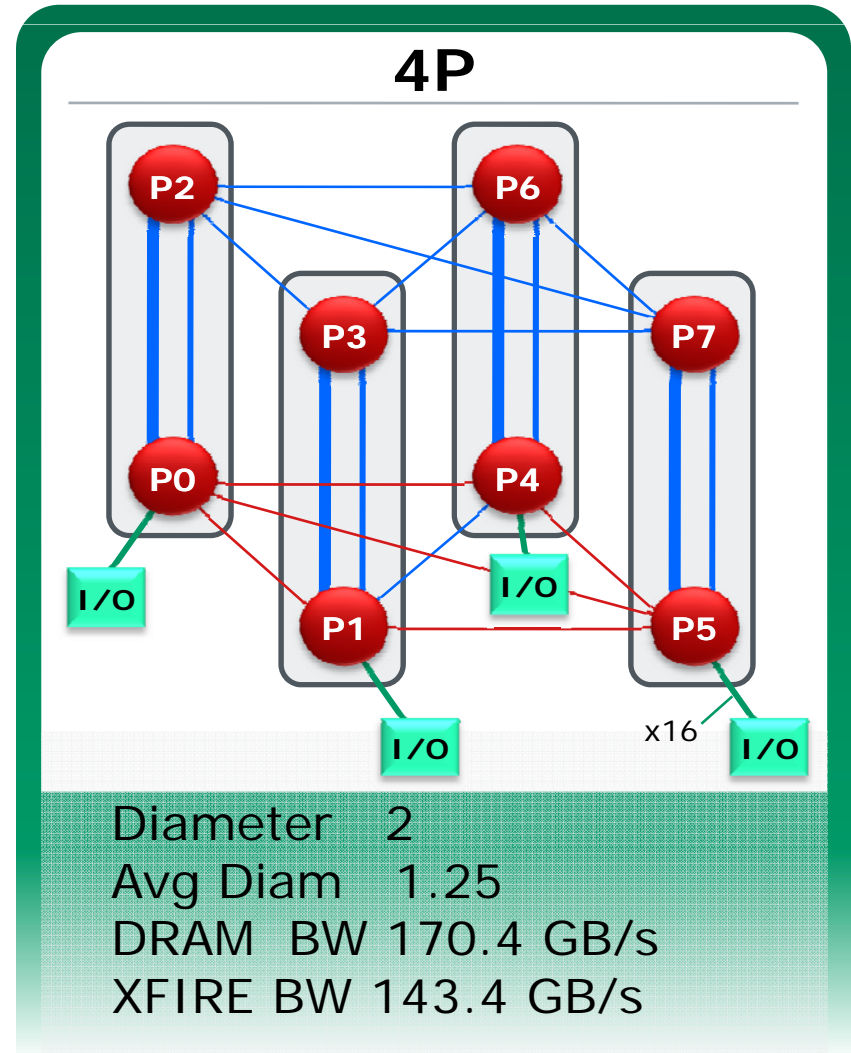 4P
P2
P6
P3
P7
P0
P4
I/O
I/O
P1
P5
x16
I/O
I/O
Diameter 2
Avg Diam 1.25
DRAM BW 170.4 GB/s
XFIRE BW 143.4 GB/s